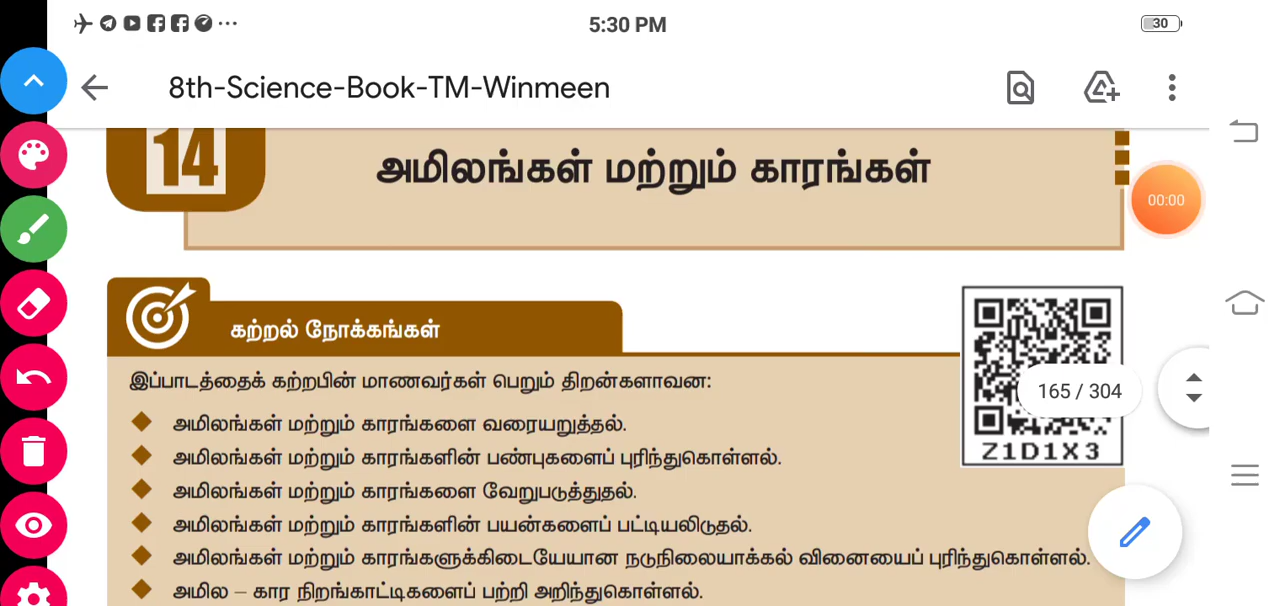 5:30 PM
30
8th-Science-Book-TM-Winmeen
14
அமிலங்கள் மற்றும் காரங்கள்
00:00
கற்றல் நோக்கங்கள்
இப்பாடத்தைக் கற்றபின் மாணவர்கள் பெறும் திறன்களாவன:
165 / 304
அமிலங்கள் மற்றும் காரங்களை வரையறுத்தல்.
Z1D1X3
அமிலங்கள் மற்றும் காரங்களின் பண்புகளைப் புரிந்துகொள்ளல்.
அமிலங்கள் மற்றும் காரங்களை வேறுபடுத்துதல்.
அமிலங்கள் மற்றும் காரங்களின் பயன்களைப் பட்டியலிடுதல்.
அமிலங்கள் மற்றும் காரங்களுக்கிடையேயான நடுநிலையாக்கல் வினையைப் புரிந்துகொள்ளல்.
அமில – கார நிறங்காட்டிகளைப் பற்றி அறிந்துகொள்ளல்.